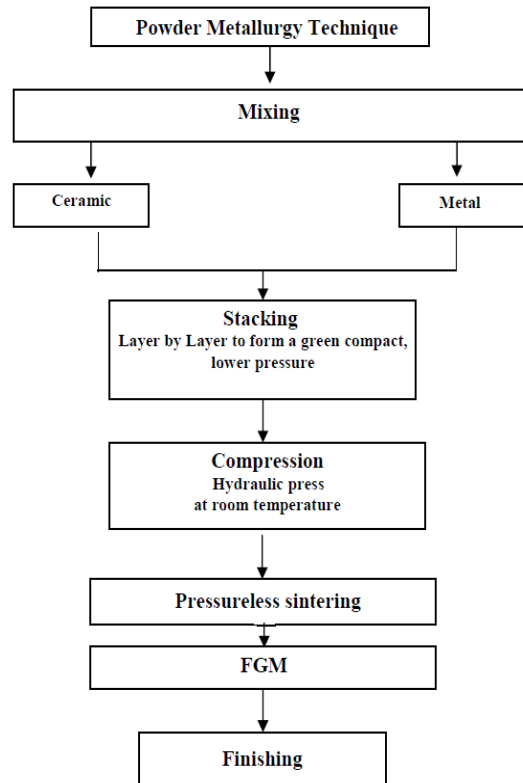 Powder Metallurgy Technique
Mixing
Ceramic
Metal
Stacking
Layer by Layer to form a green compact,
lower pressure
Compression
Hydraulic press
at room temperature
Pressureless sintering
FGM
Finishing